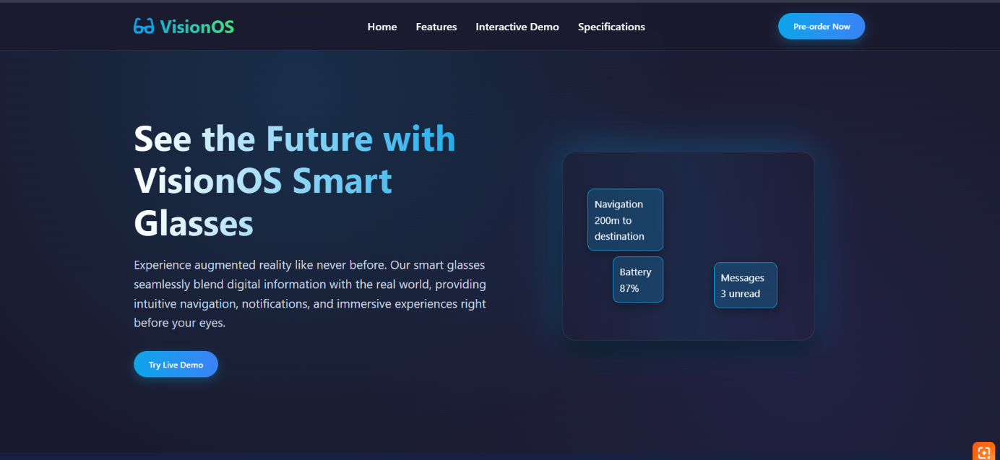 VisionOS
Home
Features
Interactive Demo
Specifications
Pre-order Now
See the Future with
VisionOS Smart
Glasses
Experience augmented reality like never before. Our smart glasses
seamlessly blend digital information with the real world, providing
intuitive navigation, notifications, and immersive experiences right
before your eyes.
Try Live Demo
Navigation
200m to
destination
Battery
87%
Messages
3 unread